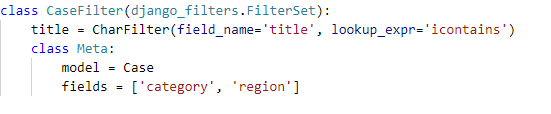 class CaseFilter(django_filters.FilterSet):
    title = CharFilter(field_name='title', lookup_expr='icontains')
    class Meta:
        model = Case
        fields = ['category', 'region']